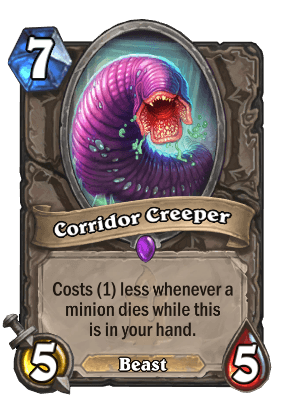 7
Corridor Creeper
Costs (1) less whenever a
minion dies while this
is in your hand.
5
Beast
5